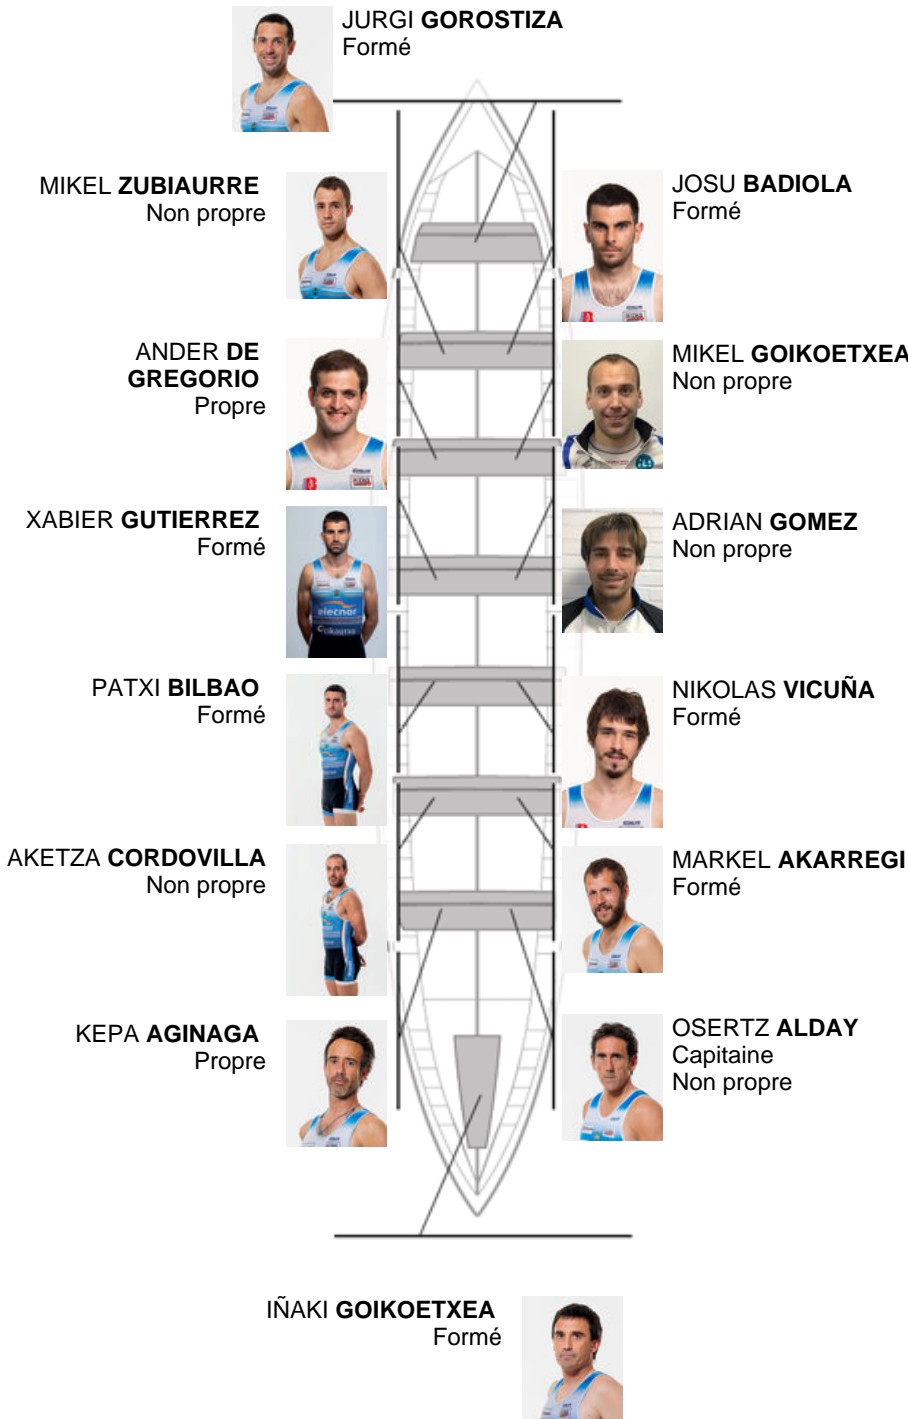 JURGI GOROSTIZA
Formé
MIKEL ZUBIAURRE
Non propre
JOSU BADIOLA
Formé
ANDER DE
GREGORIO
Propre
MIKEL GOIKOETXEA
Non propre
XABIER GUTIERREZ
Formé
elecnor
ADRIAN GOMEZ
Non propre
PATXI BILBAO
Formé
NIKOLAS VICUÑA
Formé
AKETZA CORDOVILLA
Non propre
MARKEL AKARREGI
Formé
KEPA AGINAGA
Propre
OSERTZ ALDAY
Capitaine
Non propre
IÑAKI GOIKOETXEA
Formé